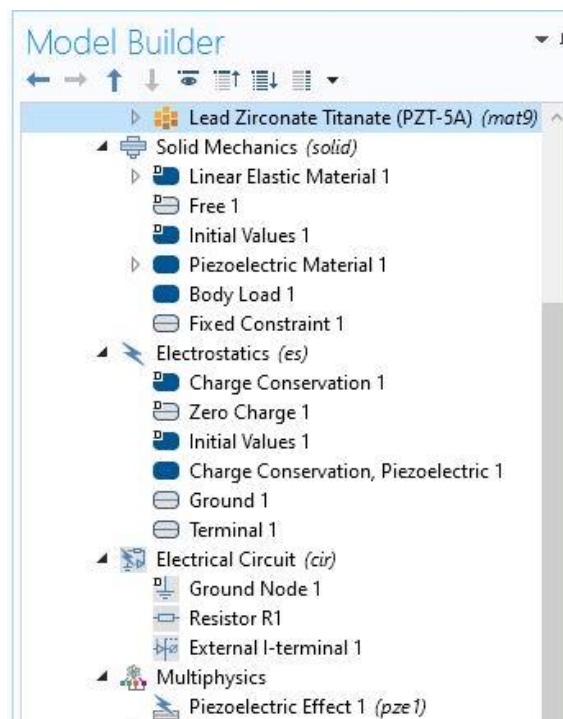 Model Builder
Lead Zirconate Titanate (PZT-5A) (mat9)
Solid Mechanics (solid)
Linear Elastic Material 1
Free 1
Initial Values 1
Piezoelectric Material 1
Body Load 1
Fixed Constraint 1
Electrostatics (es)
Charge Conservation 1
Zero Charge 1
Initial Values 1
Charge Conservation, Piezoelectric 1
Ground 1
Terminal 1
Electrical Circuit (cir)
Ground Node 1
Resistor R1
External I-terminal 1
Multiphysics
Piezoelectric Effect 1 (pze1)